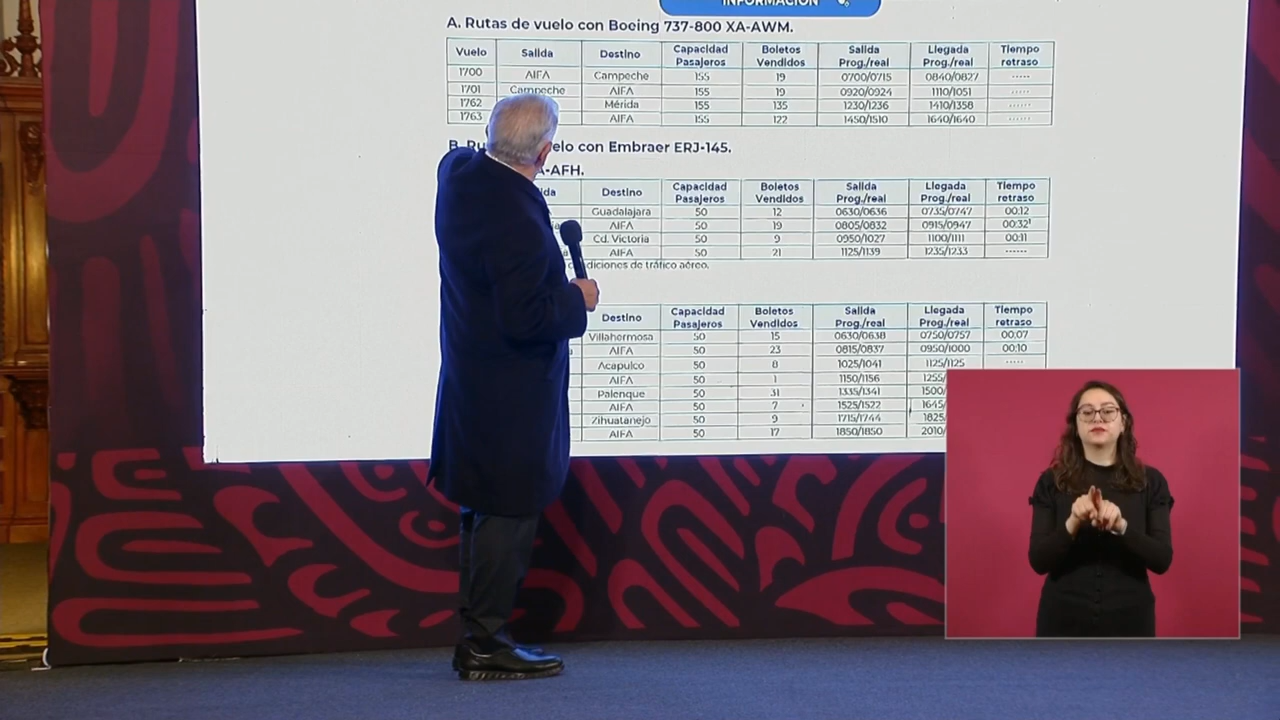 INFORMACIÓN
A. Rutas de vuelo con Boeing 737-800 XA-AWM.
Vuelo Salida Destino Capacidad Pasajeros Boletos Vendidos Salida Prog./real Llegada Prog./real Tiempo retraso
1700 AIFA Campeche 155 19 0700/0715 0840/0827 -----
1701 Campeche AIFA 155 19 0920/0924 1110/1051 -----
1762 Mérida 155 135 1230/1236 1410/1358 -----
1763 AIFA 155 122 1450/1510 1640/1640 -----
B. Ru elo con Embraer ERJ-145.
A-AFH.
ida Destino Capacidad Pasajeros Boletos Vendidos Salida Prog./real Llegada Prog./real Tiempo retraso
Guadalajara 50 12 0630/0636 0735/0747 00:12
AIFA 50 19 0805/0832 0915/0947 00:32¹
Cd. Victoria 50 9 0950/1027 1100/1111 00:11
AIFA 50 21 1125/1139 1235/1233 ------
diciones de tráfico aéreo.
Destino Capacidad Pasajeros Boletos Vendidos Salida Prog./real Llegada Prog./real Tiempo retraso
Villahermosa 50 15 0630/0638 0750/0757 00:07
AIFA 50 23 0815/0837 0950/1000 00:10
Acapulco 50 8 1025/1041 1125/1125 -----
AIFA 50 1 1150/1156 1255/
Palenque 50 31 1335/1341 1500/
AIFA 50 7 1525/1522 1645/
Zihuatanejo 50 9 1715/1744 1825/
AIFA 50 17 1850/1850 2010/